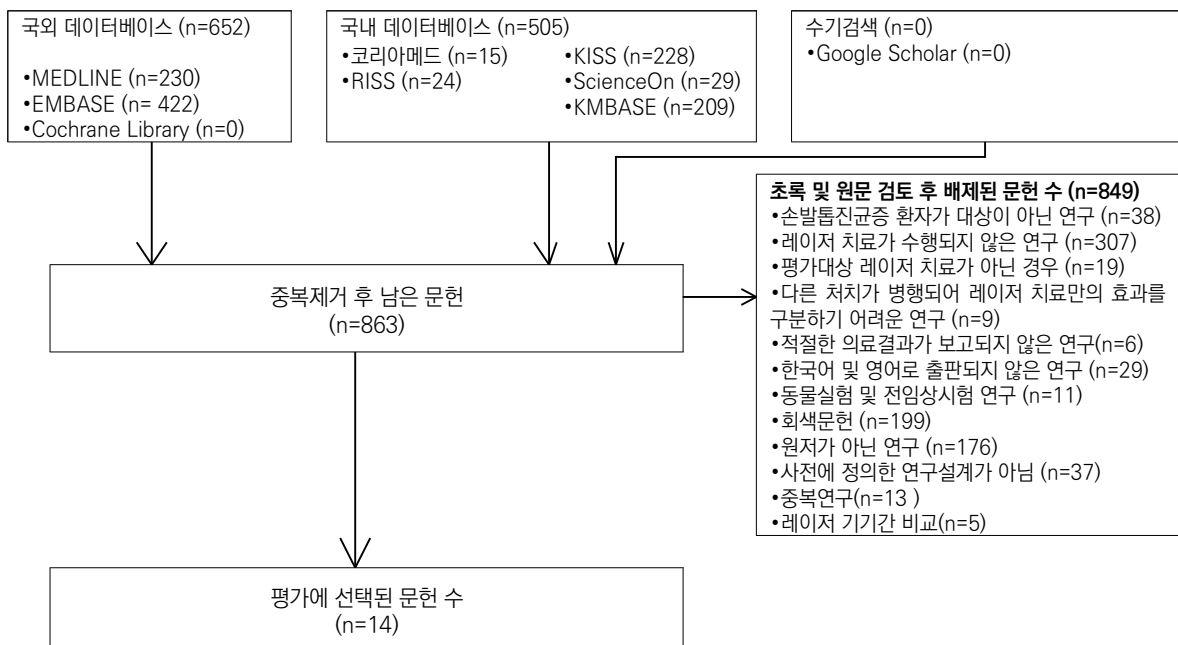 국외 데이터베이스 (n=652)
•MEDLINE (n=230)
•EMBASE (n= 422)
•Cochrane Library (n=0)
국내 데이터베이스 (n=505)
•코리아메드 (n=15)
•RISS (n=24)
•KISS (n=228)
•ScienceOn (n=29)
•KMBASE (n=209)
수기검색 (n=0)
•Google Scholar (n=0)
중복제거 후 남은 문헌
(n=863)
초록 및 원문 검토 후 배제된 문헌 수 (n=849)
•손발톱진균증 환자가 대상이 아닌 연구 (n=38)
•레이저 치료가 수행되지 않은 연구 (n=307)
•평가대상 레이저 치료가 아닌 경우 (n=19)
•다른 처치가 병행되어 레이저 치료만의 효과를
구분하기 어려운 연구 (n=9)
•적절한 의료결과가 보고되지 않은 연구(n=6)
•한국어 및 영어로 출판되지 않은 연구 (n=29)
•동물실험 및 전임상시험 연구 (n=11)
•회색문헌 (n=199)
•원저가 아닌 연구 (n=176)
•사전에 정의한 연구설계가 아님 (n=37)
•중복연구(n=13 )
•레이저 기기간 비교(n=5)
평가에 선택된 문헌 수
(n=14)